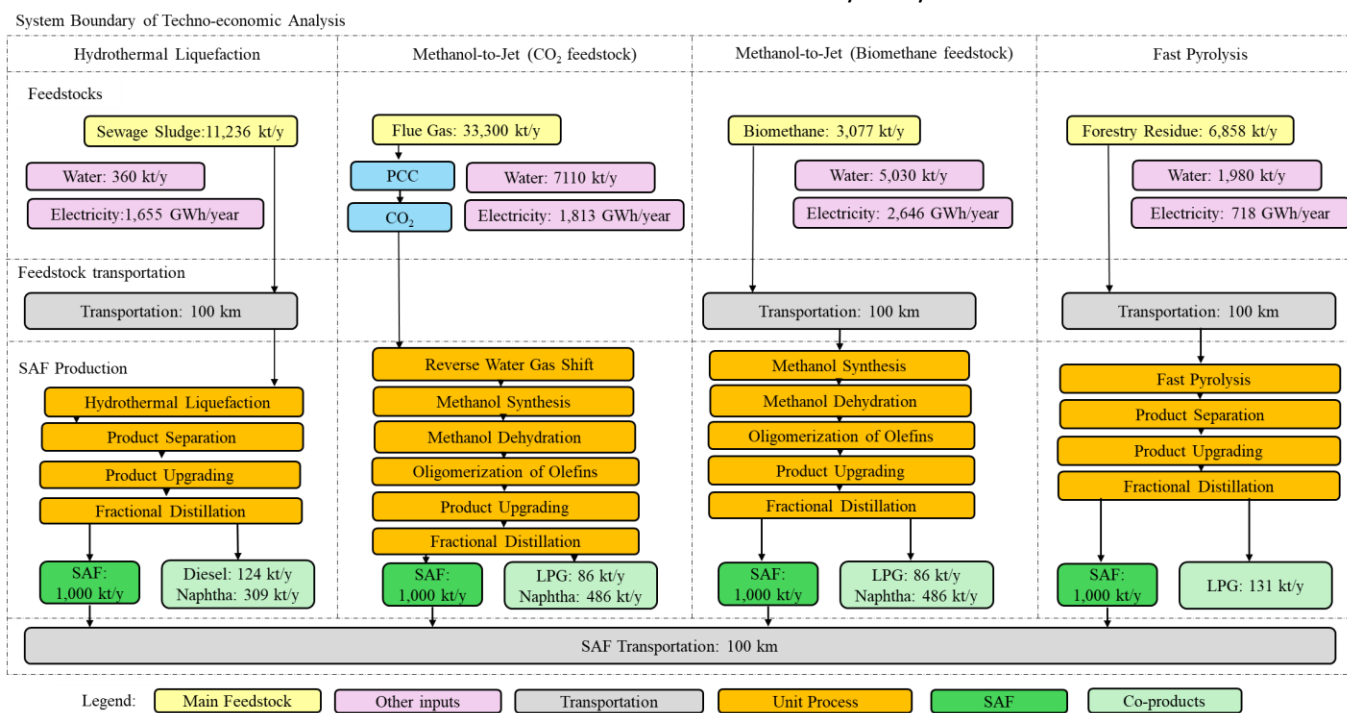 System Boundary of Techno-economic Analysis
Hydrothermal Liquefaction
Methanol-to-Jet (CO₂ feedstock)
Methanol-to-Jet (Biomethane feedstock)
Fast Pyrolysis
Feedstocks
Sewage Sludge:11,236 kt/y
Water: 360 kt/y
Electricity:1,655 GWh/year
Flue Gas: 33,300 kt/y
PCC
Water: 7110 kt/y
CO₂
Electricity: 1,813 GWh/year
Biomethane: 3,077 kt/y
Water: 5,030 kt/y
Electricity: 2,646 GWh/year
Forestry Residue: 6,858 kt/y
Water: 1,980 kt/y
Electricity: 718 GWh/year
Feedstock transportation
Transportation: 100 km
Transportation: 100 km
Transportation: 100 km
SAF Production
Hydrothermal Liquefaction
Product Separation
Product Upgrading
Fractional Distillation
SAF:
1,000 kt/y
Diesel: 124 kt/y
Naphtha: 309 kt/y
Reverse Water Gas Shift
Methanol Synthesis
Methanol Dehydration
Oligomerization of Olefins
Product Upgrading
Fractional Distillation
SAF:
1,000 kt/y
LPG: 86 kt/y
Naphtha: 486 kt/y
Methanol Synthesis
Methanol Dehydration
Oligomerization of Olefins
Product Upgrading
Fractional Distillation
SAF:
1,000 kt/y
LPG: 86 kt/y
Naphtha: 486 kt/y
Fast Pyrolysis
Product Separation
Product Upgrading
Fractional Distillation
SAF:
1,000 kt/y
LPG: 131 kt/y
SAF Transportation: 100 km
Legend:
Main Feedstock
Other inputs
Transportation
Unit Process
SAF
Co-products